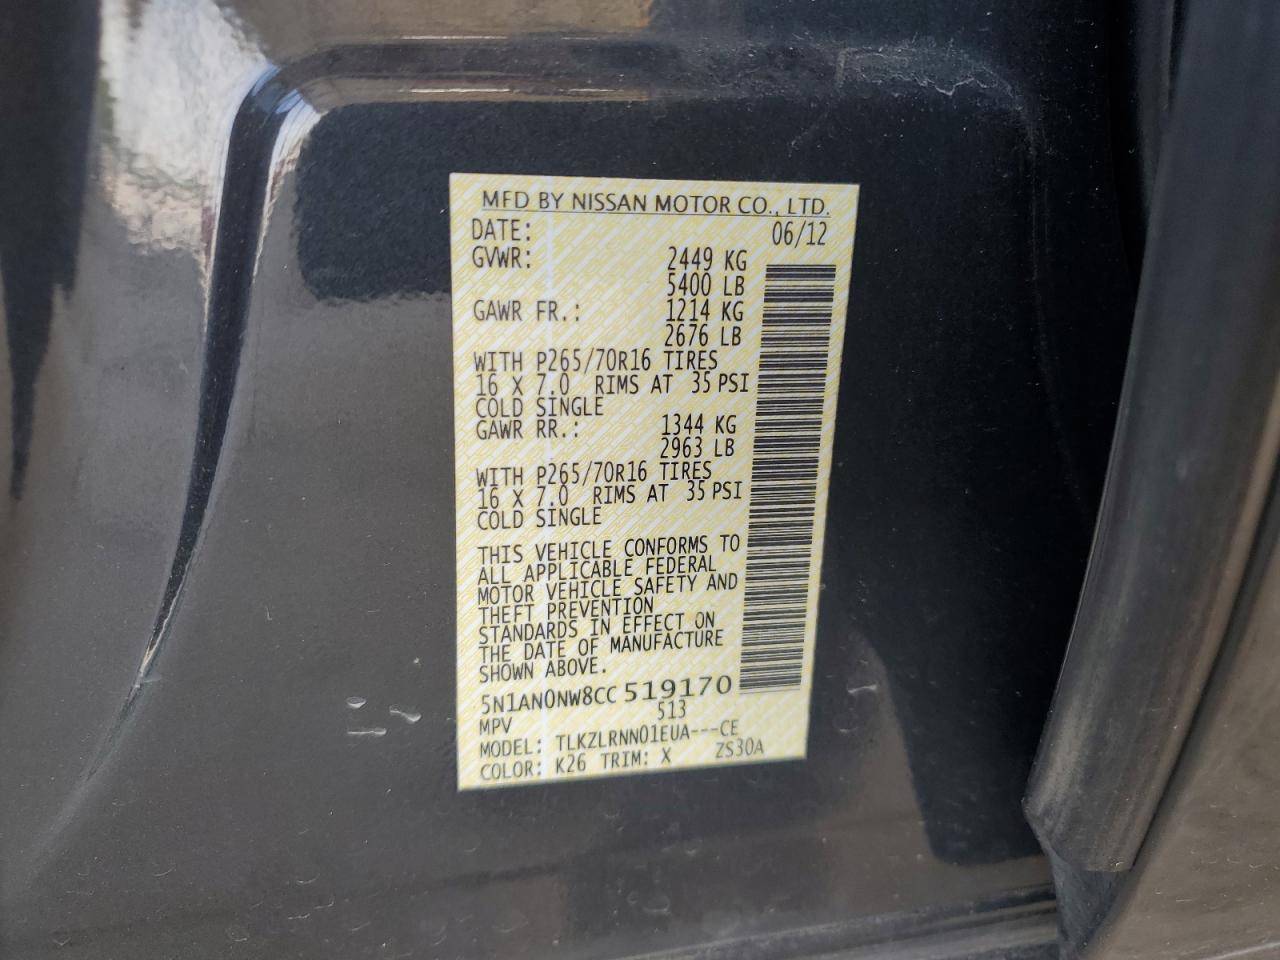 MFD BY NISSAN MOTOR CO., LTD.
DATE: 06/12
GVWR: 2449 KG
5400 LB
GAWR FR.: 1214 KG
2676 LB
WITH P265/70R16 TIRES
16 X 7.0 RIMS AT 35 PSI
COLD SINGLE
GAWR RR.: 1344 KG
2963 LB
WITH P265/70R16 TIRES
16 X 7.0 RIMS AT 35 PSI
COLD SINGLE
THIS VEHICLE CONFORMS TO
ALL APPLICABLE FEDERAL
MOTOR VEHICLE SAFETY AND
THEFT PREVENTION
STANDARDS IN EFFECT ON
THE DATE OF MANUFACTURE
SHOWN ABOVE.
5N1AN0NW8CC 519170
MPV 513
MODEL: TLKZLRNN01EUA---CE
COLOR: K26 TRIM: X ZS30A